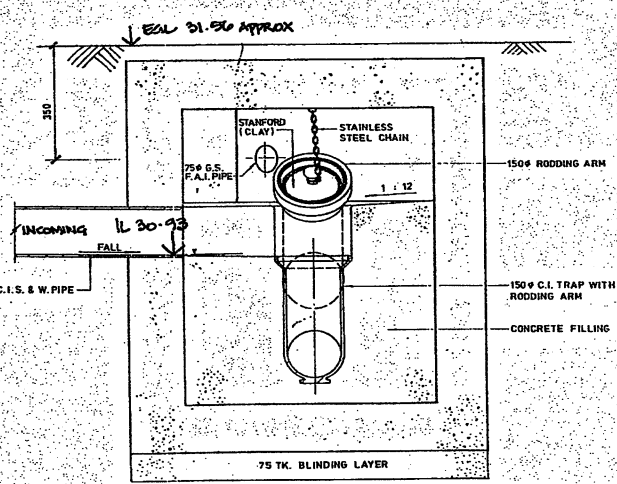 EGL 31.56 APPROX
350
STANFORD
(CLAY)
STAINLESS
STEEL CHAIN
75φ G.S.
F.A.I. PIPE
150φ RODDING ARM
1 : 12
INCOMING IL 30.93
FALL
C.I.S. & W. PIPE
150φ C.I. TRAP WITH
RODDING ARM
CONCRETE FILLING
75 TK. BLINDING LAYER